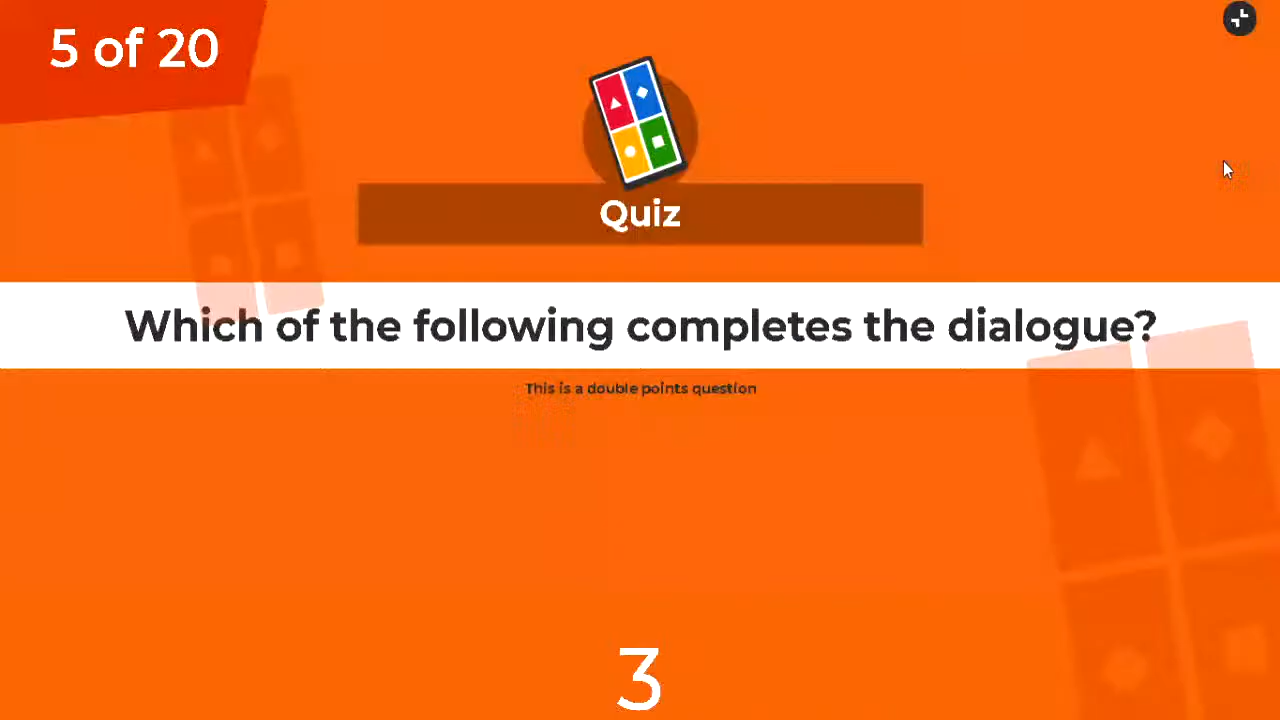 5 of 20
Quiz
Which of the following completes the dialogue?
This is a double points question
3